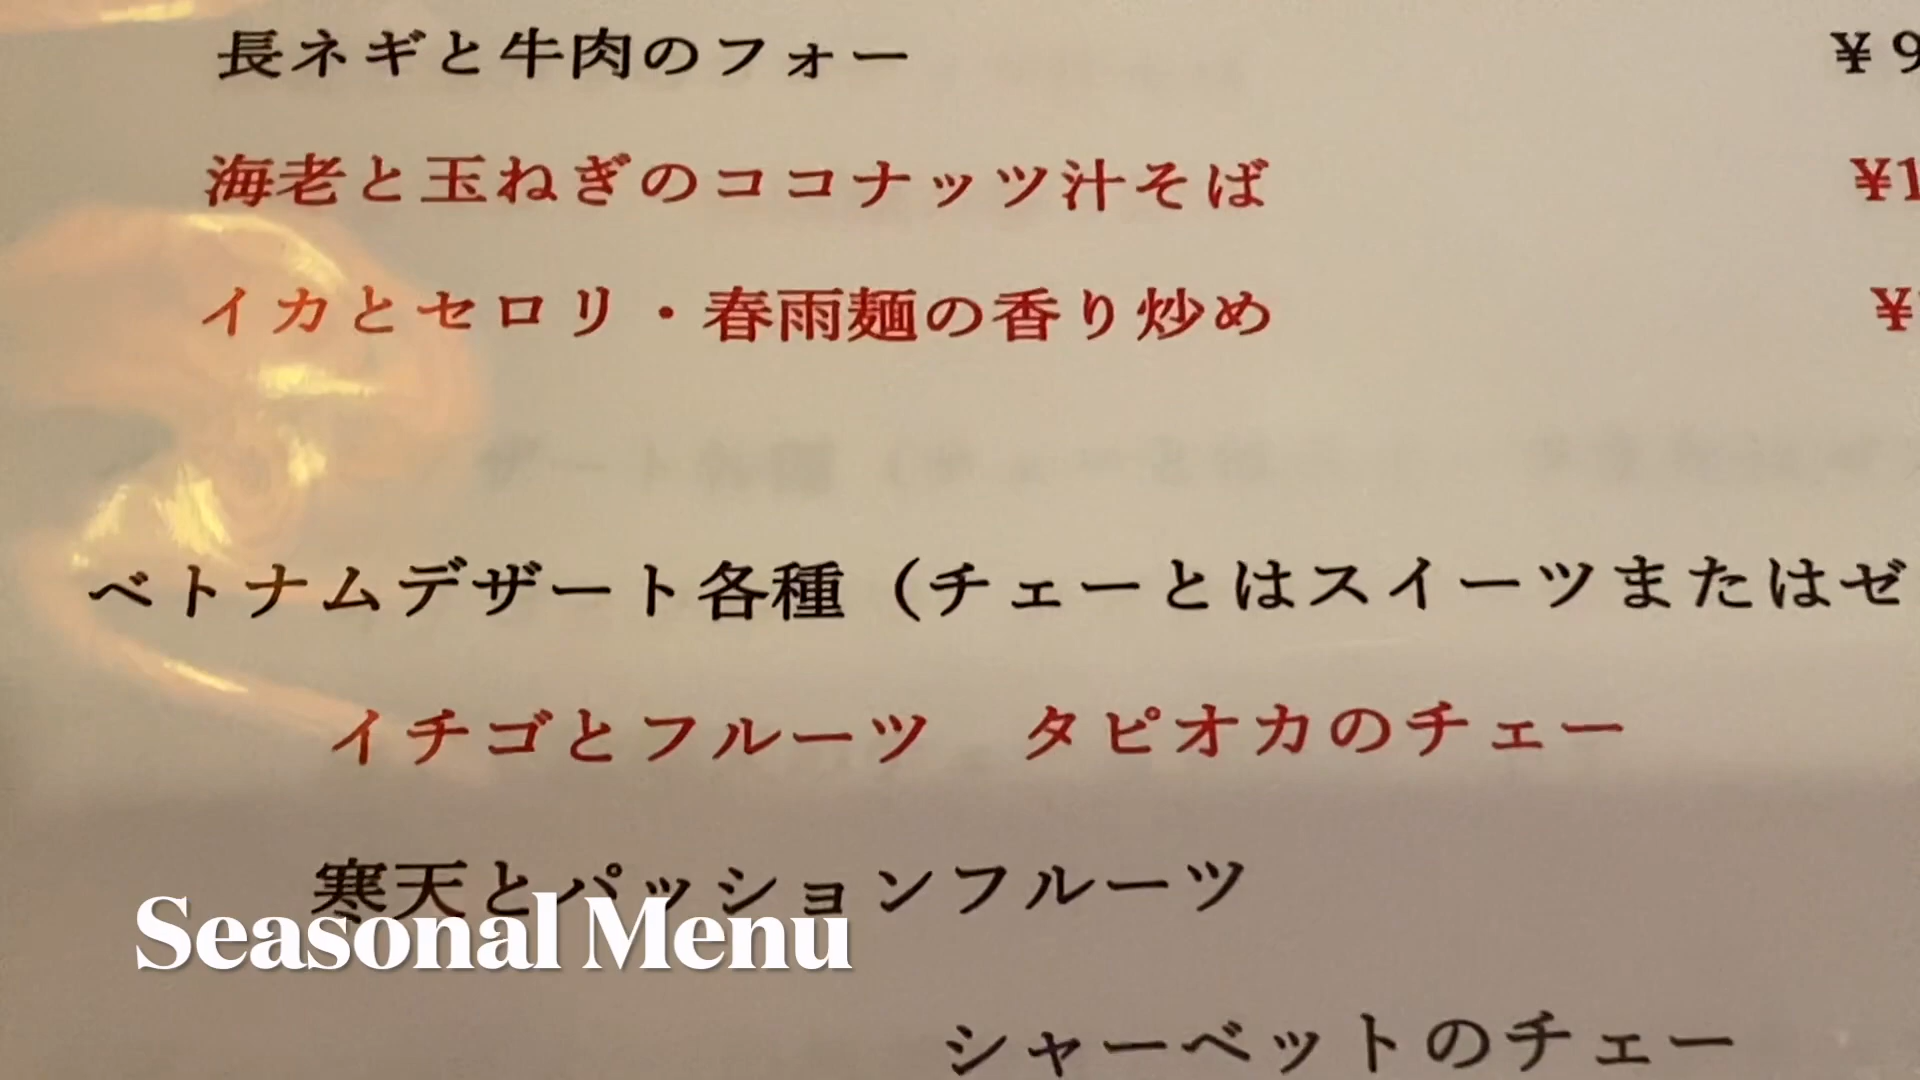 長ネギと牛肉のフォー ¥9
海老と玉ねぎのココナッツ汁そば ¥1
イカとセロリ・春雨麺の香り炒め ¥
ベトナムデザート各種（チェーとはスイーツまたはゼ
イチゴとフルーツ　タピオカのチェー
寒天とパッションフルーツ
Seasonal Menu
シャーベットのチェー